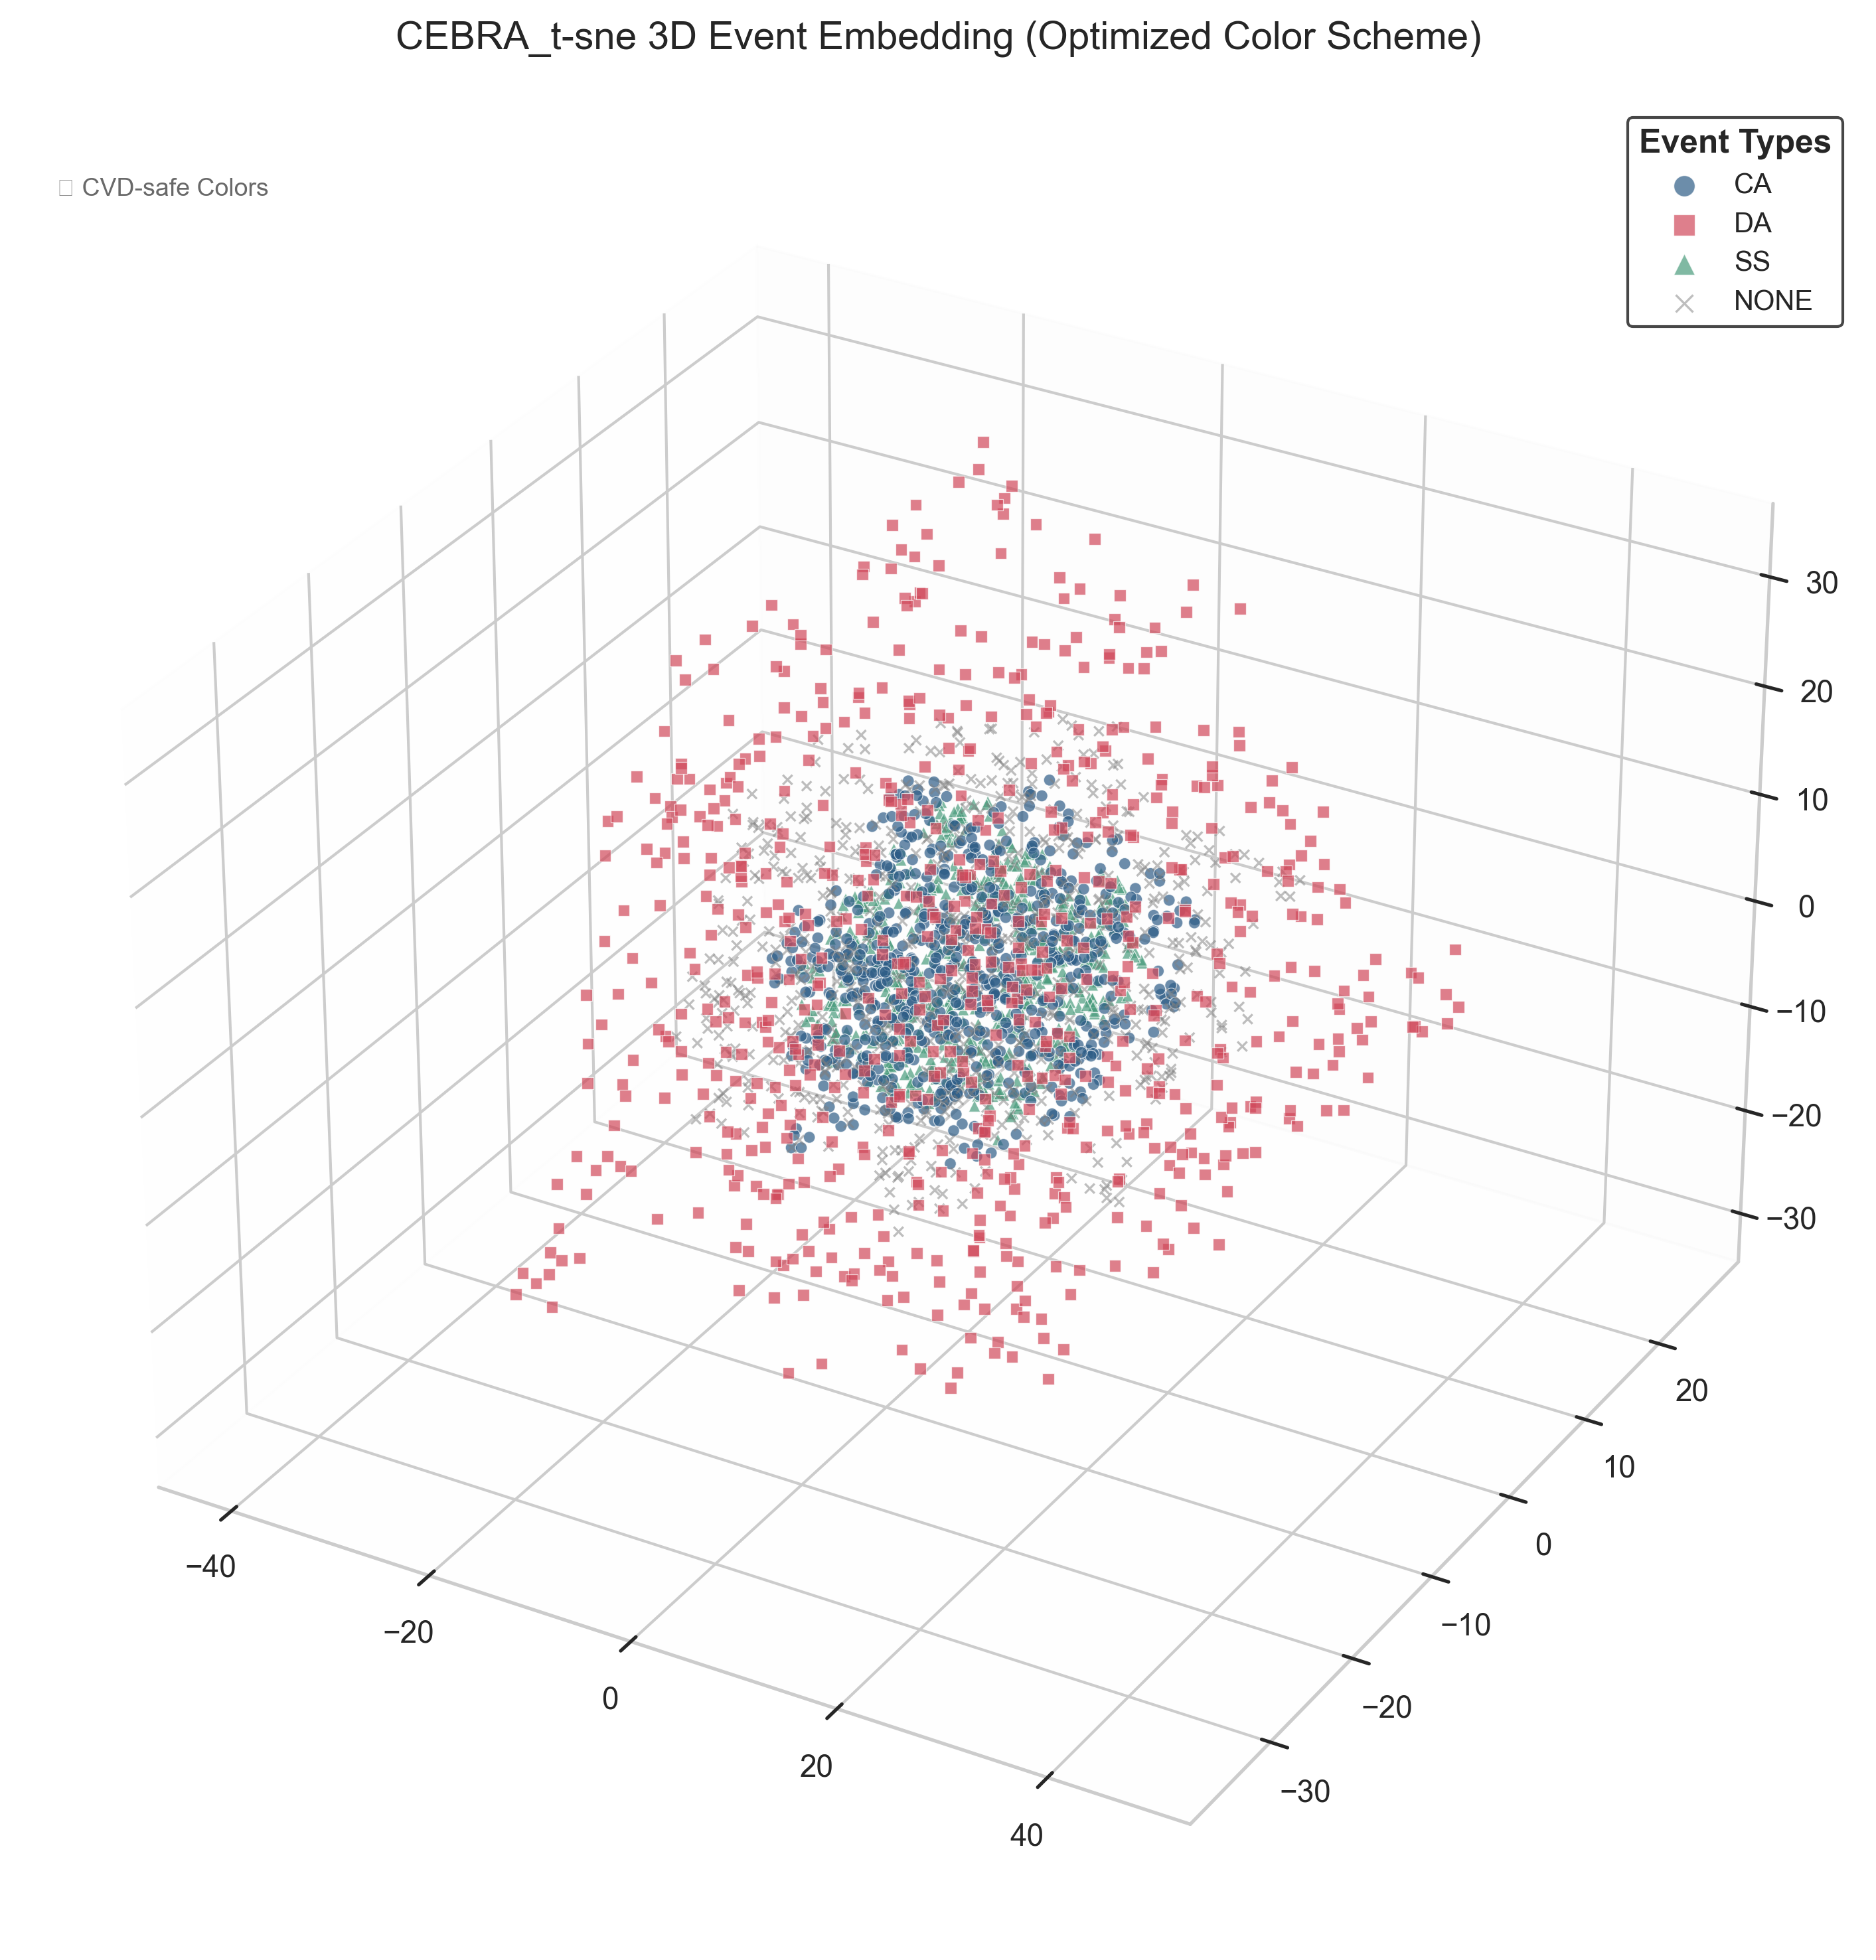 CEBRA_t-sne 3D Event Embedding (Optimized Color Scheme)
Event Types
CA
DA
SS
NONE
CVD-safe Colors
30
20
10
0
−10
−20
−30
20
10
0
−10
−20
−30
−40
−20
0
20
40